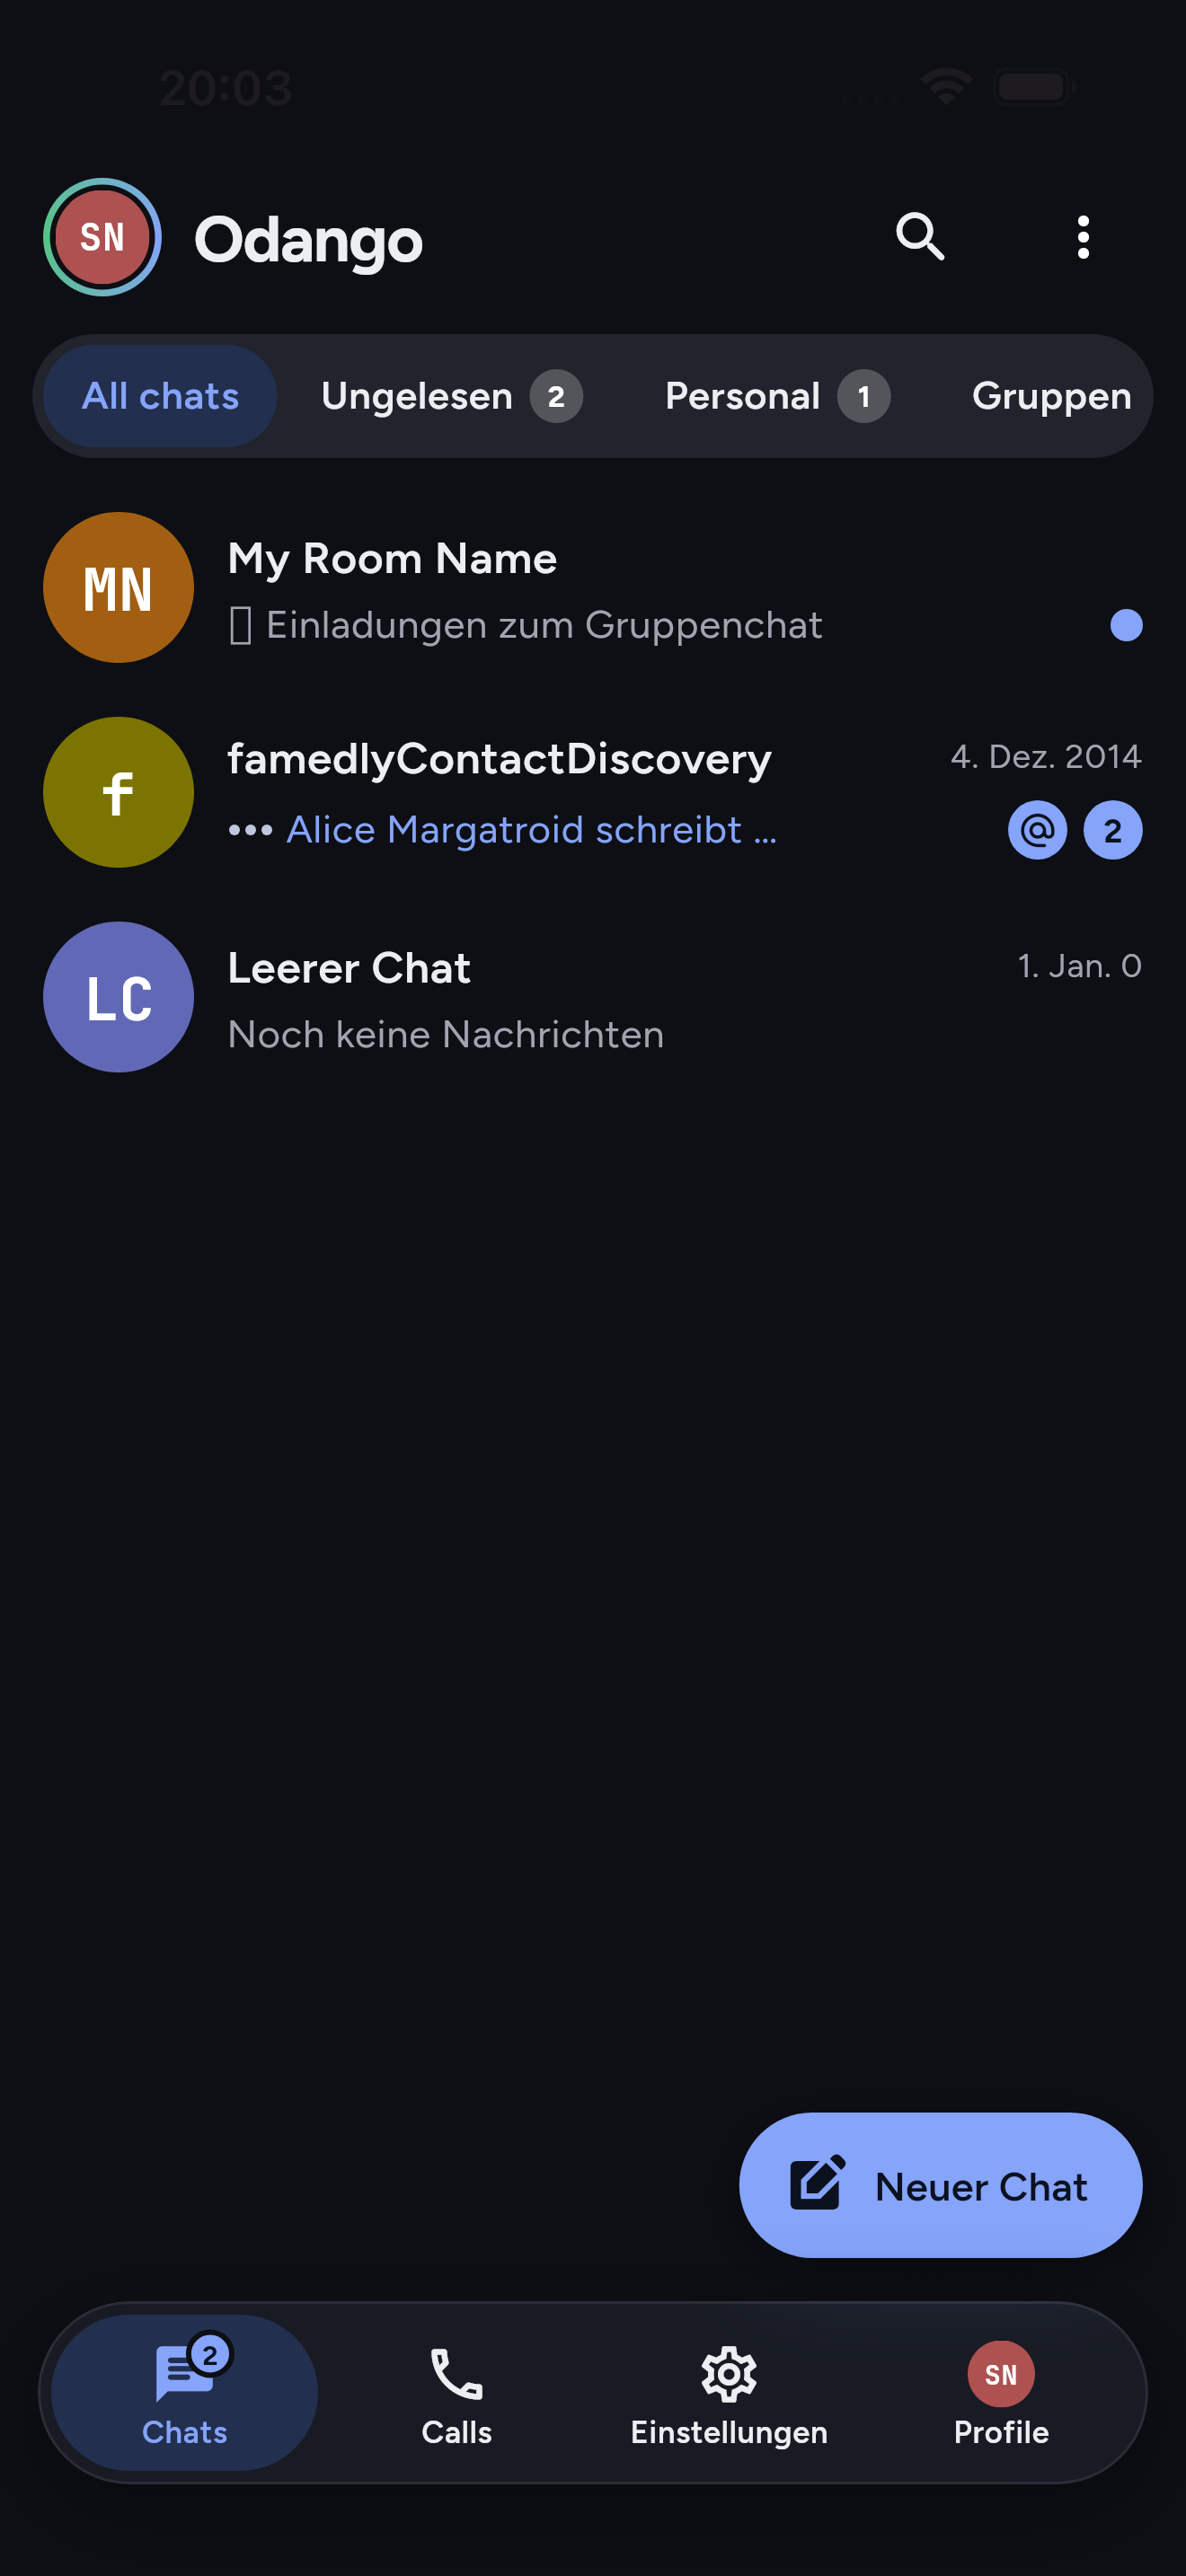 20:03
SN Odango
All chats Ungelesen 2 Personal 1 Gruppen
MN My Room Name
Einladungen zum Gruppenchat
f famedlyContactDiscovery 4. Dez. 2014
••• Alice Margatroid schreibt ... @ 2
LC Leerer Chat 1. Jan. 0
Noch keine Nachrichten
Neuer Chat
2 SN
Chats Calls Einstellungen Profile